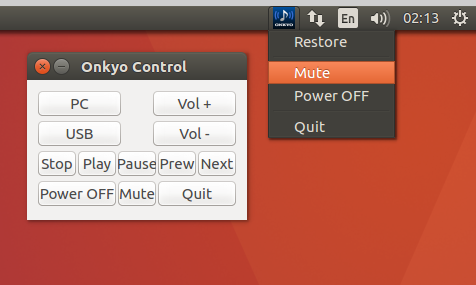 ONKYO En 02:13
Onkyo Control
PC Vol +
USB Vol -
Stop Play Pause Prew Next
Power OFF Mute Quit
Restore
Mute
Power OFF
Quit